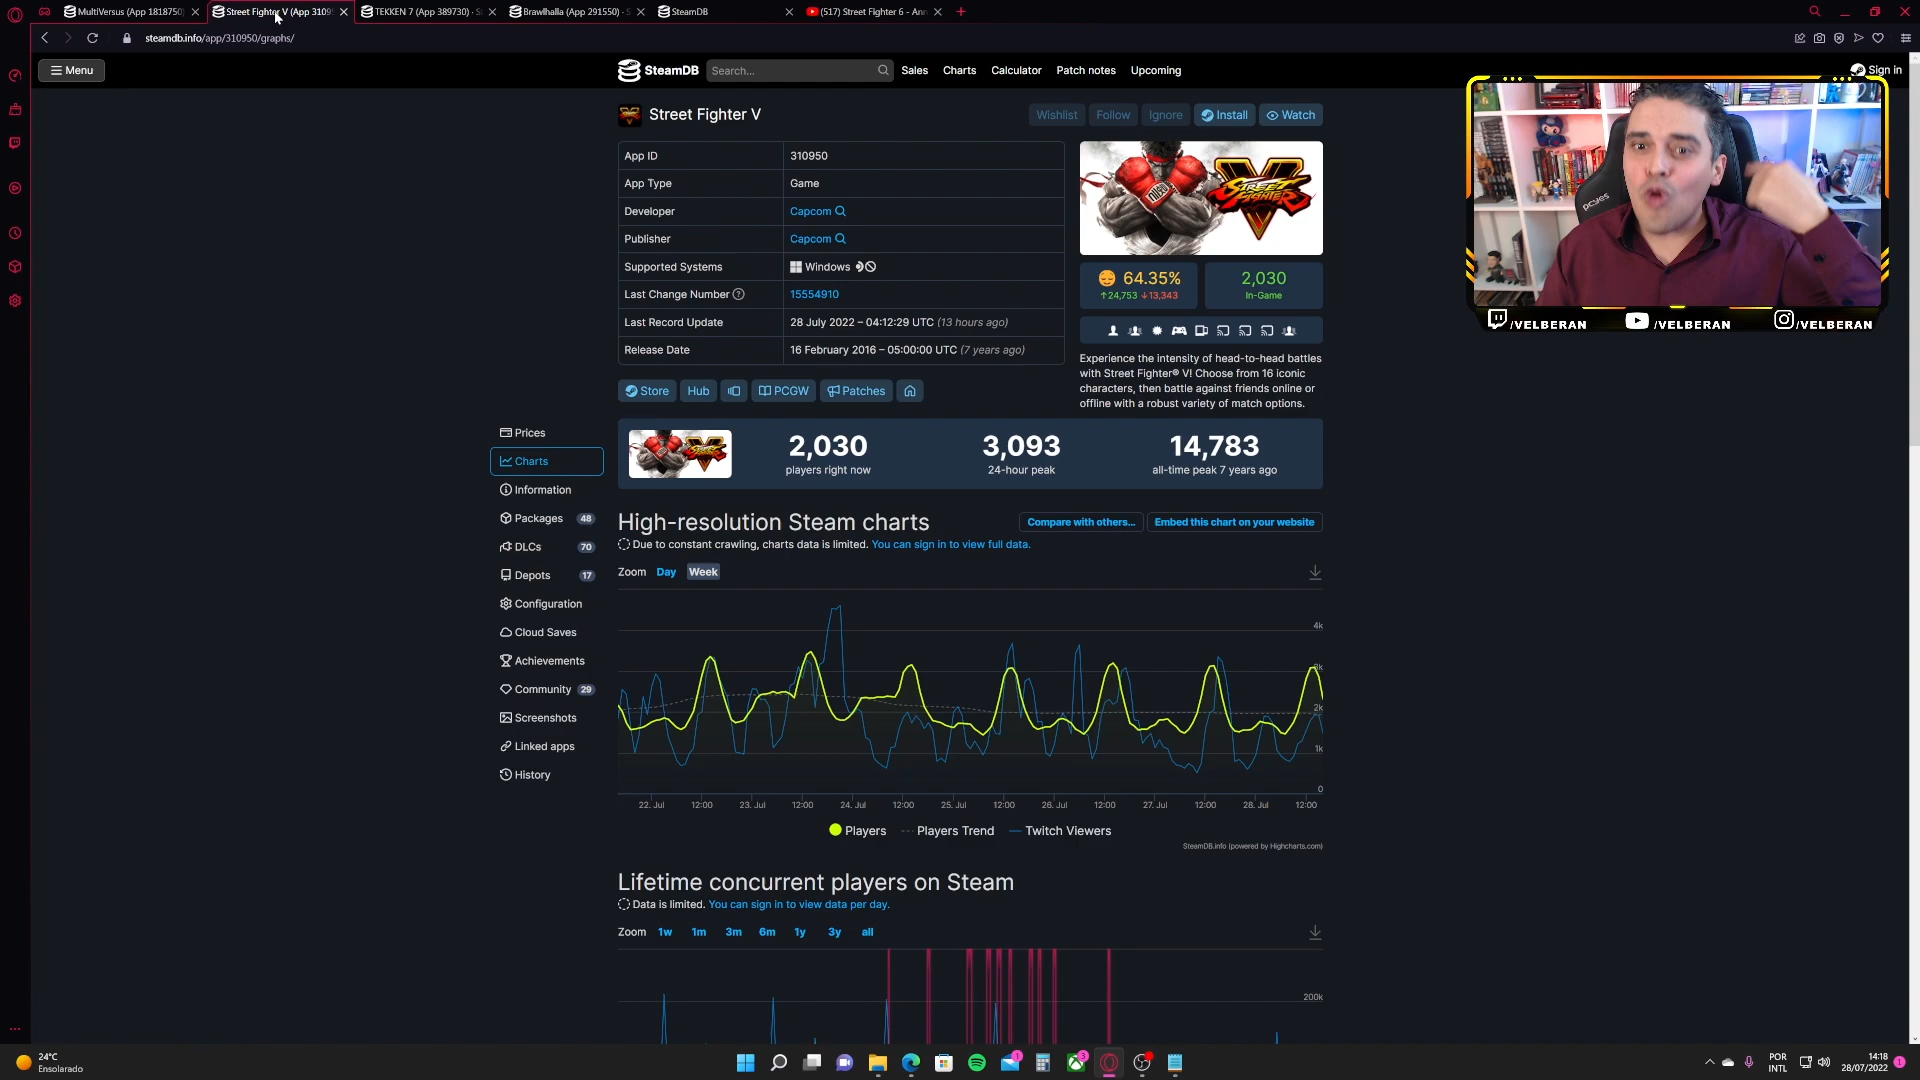 MultiVersus (App 1818750)
Street Fighter V (App 3109
TEKKEN 7 (App 389730) · S
Brawlhalla (App 291550) · S
SteamDB
(517) Street Fighter 6 - Ann
steamdb.info/app/310950/graphs/
Menu
SteamDB
Search...
Sales
Charts
Calculator
Patch notes
Upcoming
Sign in
Street Fighter V
Wishlist
Follow
Ignore
Install
Watch
App ID 310950
App Type Game
Developer Capcom
Publisher Capcom
Supported Systems Windows
Last Change Number 15554910
Last Record Update 28 July 2022 – 04:12:29 UTC (13 hours ago)
Release Date 16 February 2016 – 05:00:00 UTC (7 years ago)
STREET FIGHTER V
64.35%
↑24,753 ↓13,343
2,030
In-Game
Experience the intensity of head-to-head battles
with Street Fighter® V! Choose from 16 iconic
characters, then battle against friends online or
offline with a robust variety of match options.
pcyes
/VELBERAN
/VELBERAN
/VELBERAN
Store
Hub
PCGW
Patches
Prices
Charts
Information
Packages 48
DLCs 70
Depots 17
Configuration
Cloud Saves
Achievements
Community 29
Screenshots
Linked apps
History
2,030
players right now
3,093
24-hour peak
14,783
all-time peak 7 years ago
High-resolution Steam charts
Compare with others...
Embed this chart on your website
Due to constant crawling, charts data is limited. You can sign in to view full data.
Zoom Day Week
4k
3k
2k
1k
0
22. Jul 12:00 23. Jul 12:00 24. Jul 12:00 25. Jul 12:00 26. Jul 12:00 27. Jul 12:00 28. Jul 12:00
Players
Players Trend
Twitch Viewers
SteamDB.info (powered by Highcharts.com)
Lifetime concurrent players on Steam
Data is limited. You can sign in to view data per day.
Zoom 1w 1m 3m 6m 1y 3y all
200k
24°C
Ensolarado
1
3
POR
INTL
14:18
28/07/2022
1